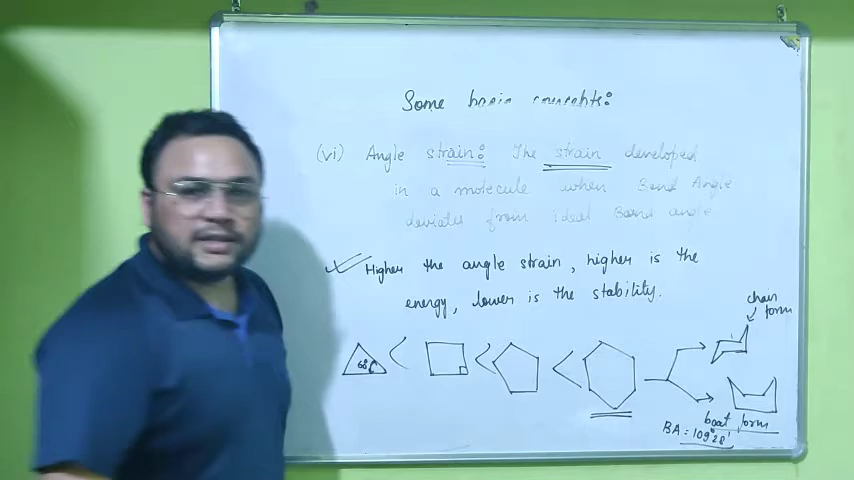 Some basic concepts:
(vi) Angle strain: The strain developed
in a molecule when Bond Angle
deviates from ideal Bond angle
Higher the angle strain, higher is the
energy, lower is the stability.
chair
form
60°
< < <
boat form
BA = 109°28'